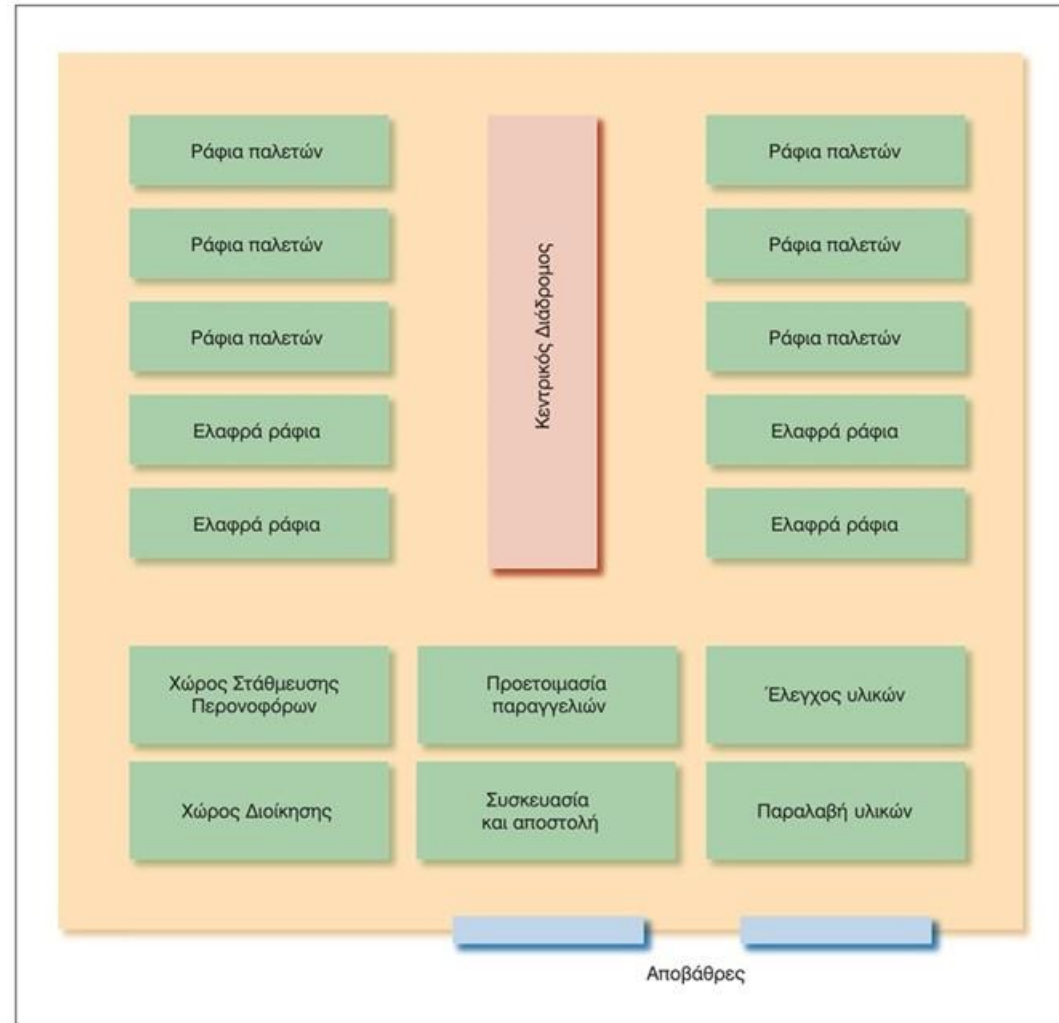 Ράφια παλετών
Ράφια παλετών
Ράφια παλετών
Ράφια παλετών
Ράφια παλετών
Ράφια παλετών
Ελαφρά ράφια
Ελαφρά ράφια
Ελαφρά ράφια
Ελαφρά ράφια
Κεντρικός Διάδρομος
Χώρος Στάθμευσης
Περονοφόρων
Προετοιμασία
παραγγελιών
Έλεγχος υλικών
Χώρος Διοίκησης
Συσκευασία
και αποστολή
Παραλαβή υλικών
Αποβάθρες